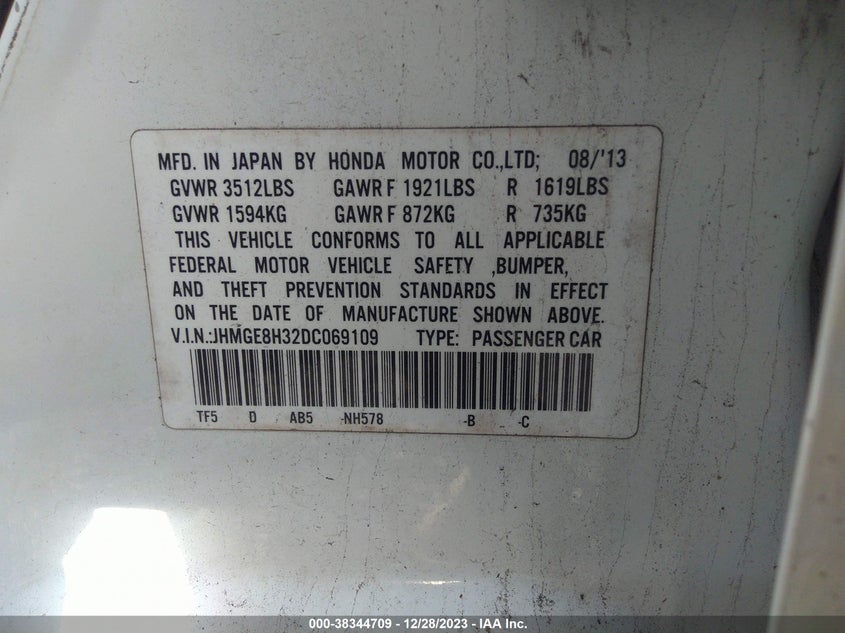 MFD. IN JAPAN BY HONDA MOTOR CO.,LTD; 08/'13
GVWR 3512LBS GAWR F 1921LBS R 1619LBS
GVWR 1594KG GAWR F 872KG R 735KG
THIS VEHICLE CONFORMS TO ALL APPLICABLE
FEDERAL MOTOR VEHICLE SAFETY ,BUMPER,
AND THEFT PREVENTION STANDARDS IN EFFECT
ON THE DATE OF MANUFACTURE SHOWN ABOVE.
V.I.N.:JHMGE8H32DC069109 TYPE: PASSENGER CAR
TF5 D AB5 -NH578 -B -C
000-38344709 - 12/28/2023 - IAA Inc.